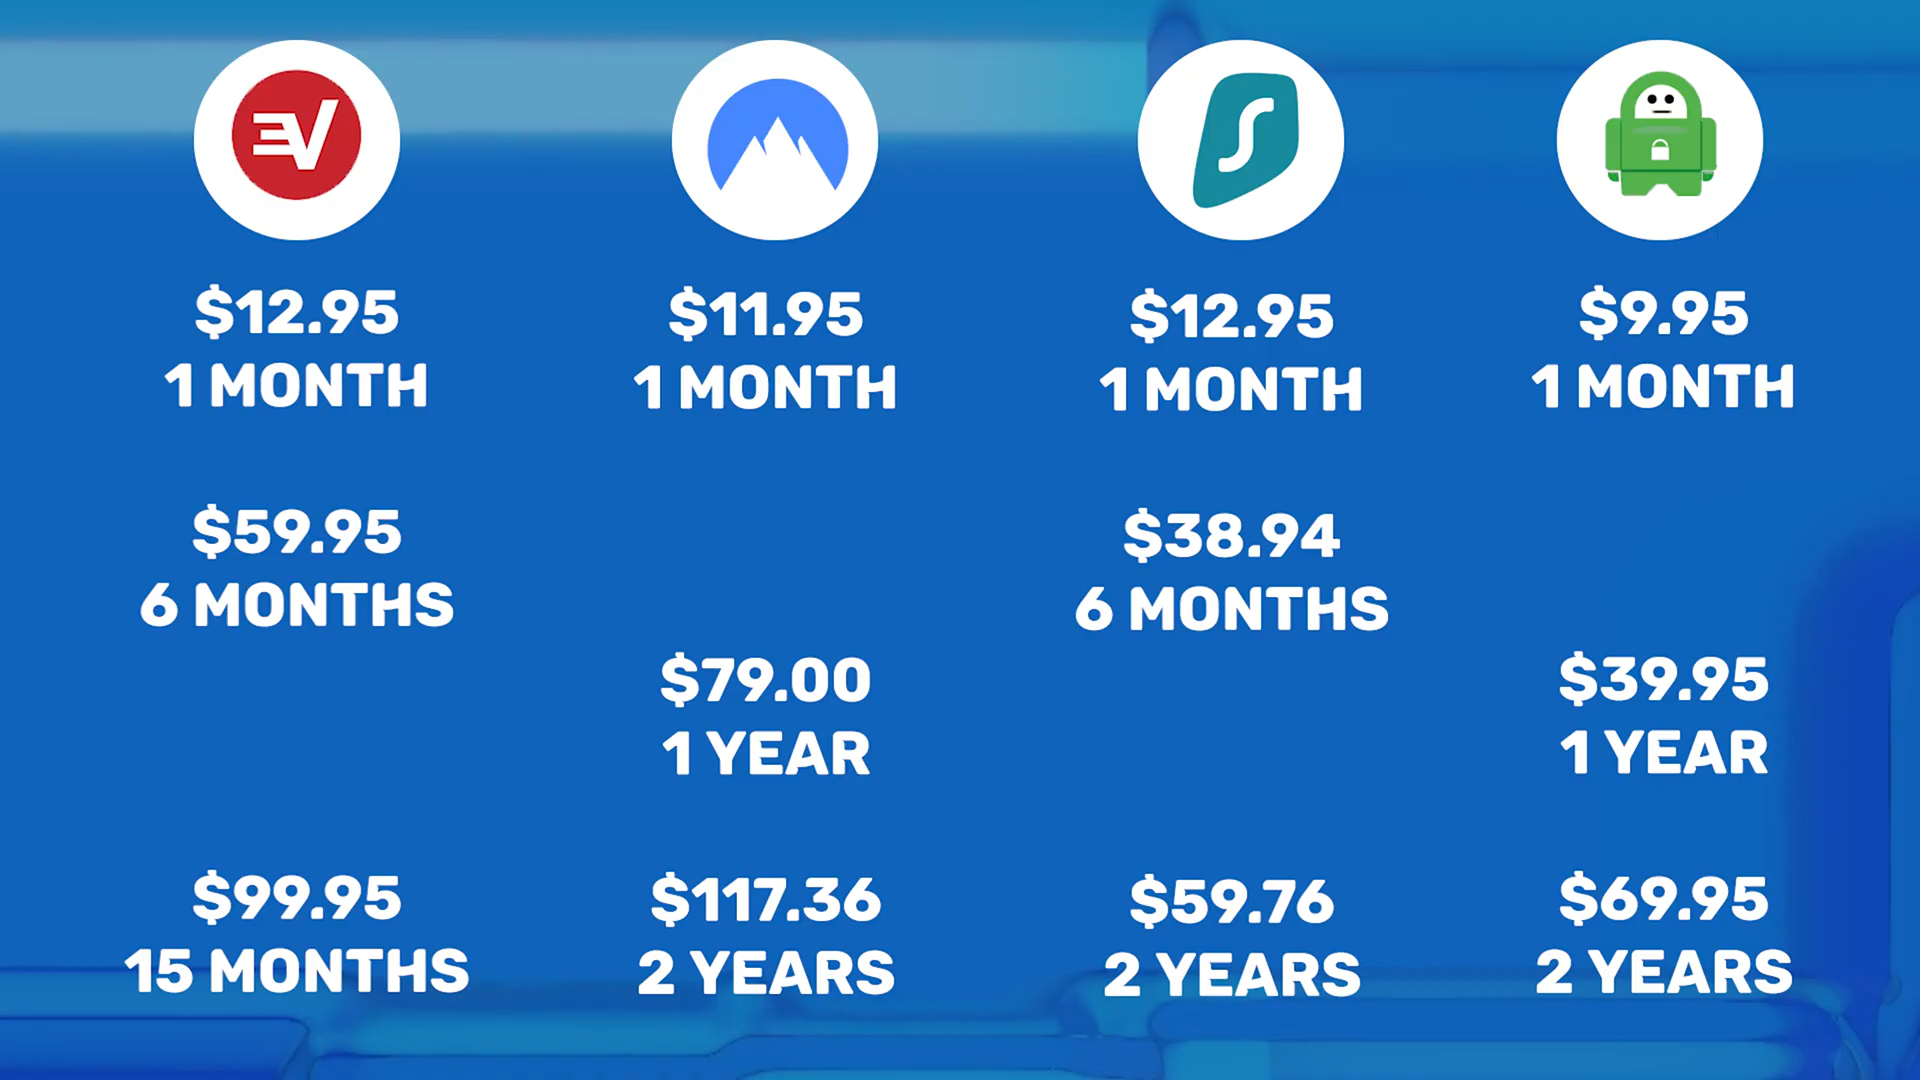 $12.95
1 MONTH
$59.95
6 MONTHS
$99.95
15 MONTHS
$11.95
1 MONTH
$79.00
1 YEAR
$117.36
2 YEARS
$12.95
1 MONTH
$38.94
6 MONTHS
$59.76
2 YEARS
$9.95
1 MONTH
$39.95
1 YEAR
$69.95
2 YEARS